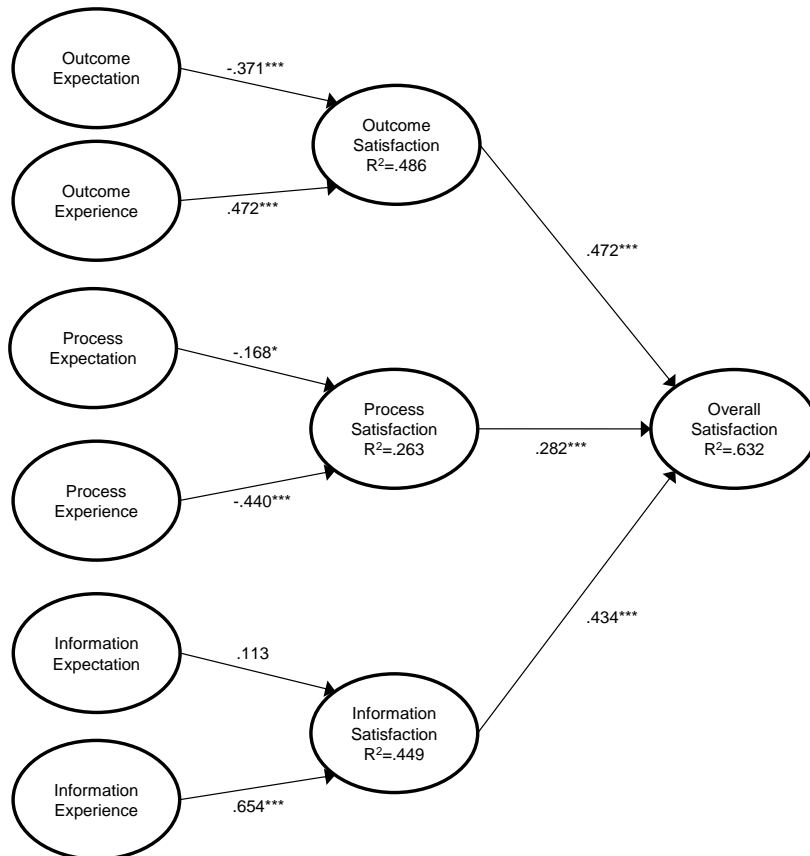 Outcome
Expectation
-.371***
Outcome
Satisfaction
R²=.486
Outcome
Experience
.472***
.472***
Process
Expectation
-.168*
Process
Satisfaction
R²=.263
.282***
Overall
Satisfaction
R²=.632
Process
Experience
-.440***
Information
Expectation
.113
.434***
Information
Satisfaction
R²=.449
Information
Experience
.654***